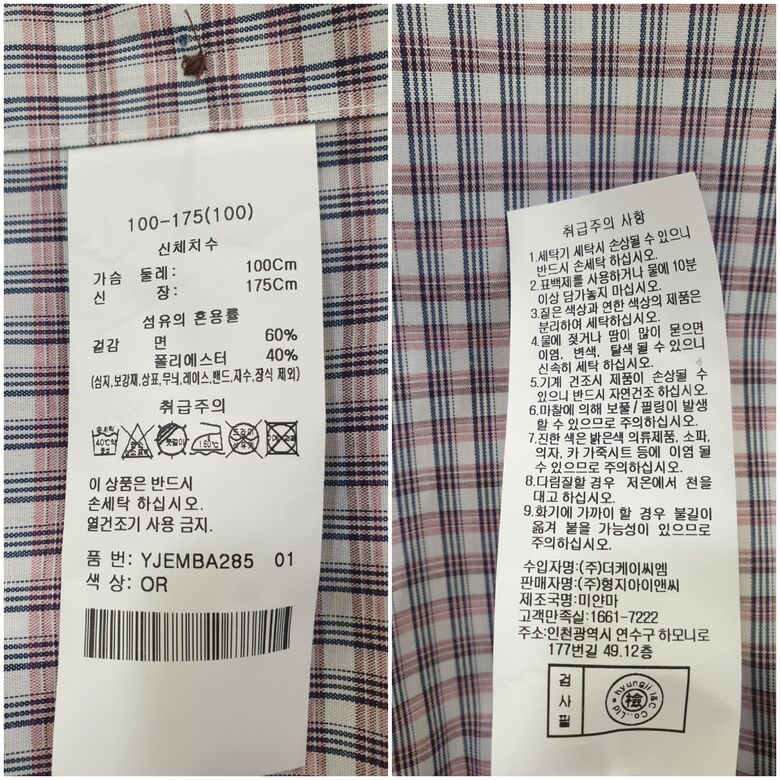 100-175(100)
신체치수
가슴 둘레: 100Cm
신 장: 175Cm
섬유의 혼용률
겉감 면 60%
폴리에스터 40%
(심지,보강재,상표,무늬,레이스,밴드,자수,장식 제외)
취급주의
이 상품은 반드시
손세탁 하십시오.
열건조기 사용 금지.
품 번: YJEMBA285 01
색 상: OR
취급주의 사항
1.세탁기 세탁시 손상될 수 있으니
반드시 손세탁 하십시오.
2.표백제를 사용하거나 물에 10분
이상 담가놓지 마십시오.
3.짙은 색상과 연한 색상의 제품은
분리하여 세탁하십시오.
4.물에 젖거나 땀이 많이 묻으면
이염, 변색, 탈색 될 수 있으니
신속히 세탁 하십시오.
5.기계 건조시 제품이 손상될 수
있으니 반드시 자연건조 하십시오.
6.마찰에 의해 보풀/필링이 발생
할 수 있으므로 주의하십시오.
7.진한 색은 밝은색 의류제품, 소파,
의자, 카 가죽시트 등에 이염 될
수 있으므로 주의하십시오.
8.다림질할 경우 저온에서 천을
대고 하십시오.
9.화기에 가까이 할 경우 불길이
옮겨 붙을 가능성이 있으므로
주의하십시오.
수입자명:(주)더케이씨엠
판매자명:(주)형지아이앤씨
제조국명:미얀마
고객만족실:1661-7222
주소:인천광역시 연수구 하모니로
177번길 49.12층
검사필
hyungji I&C Co., Ltd
檢